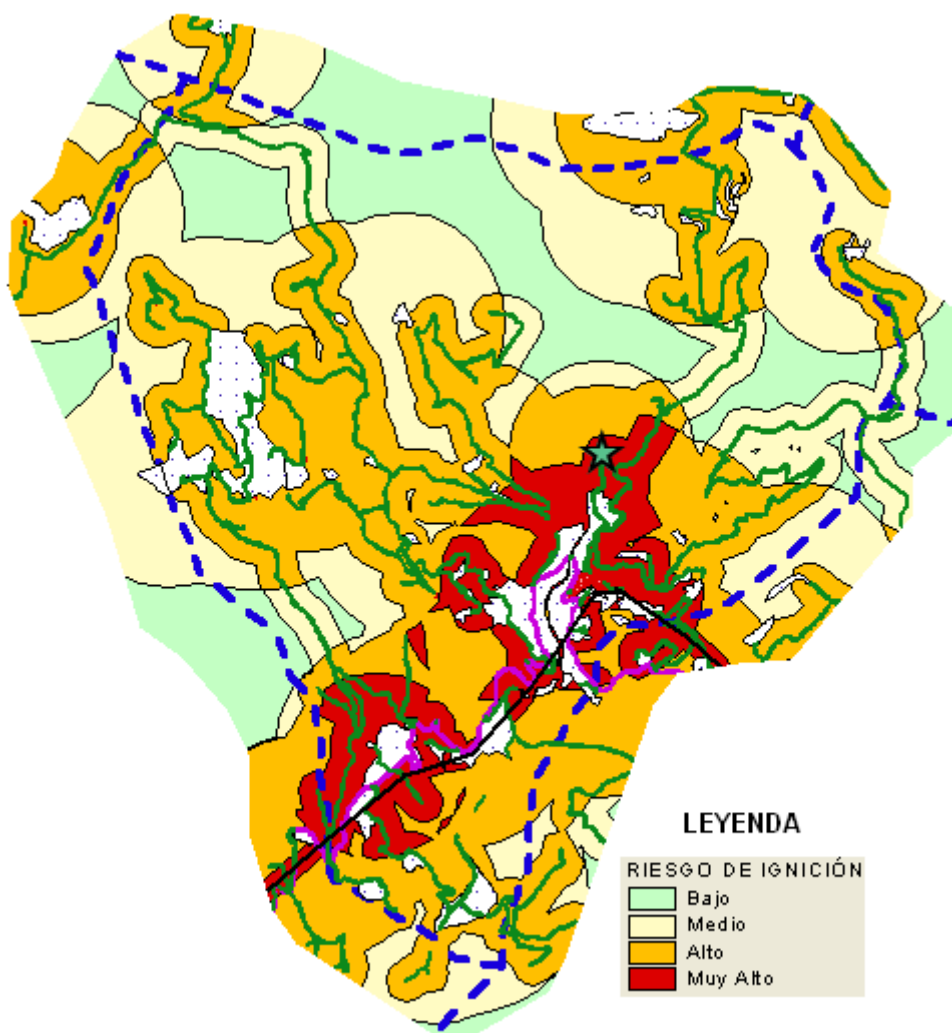 LEYENDA
RIESGO DE IGNICIÓN
Bajo
Medio
Alto
Muy Alto